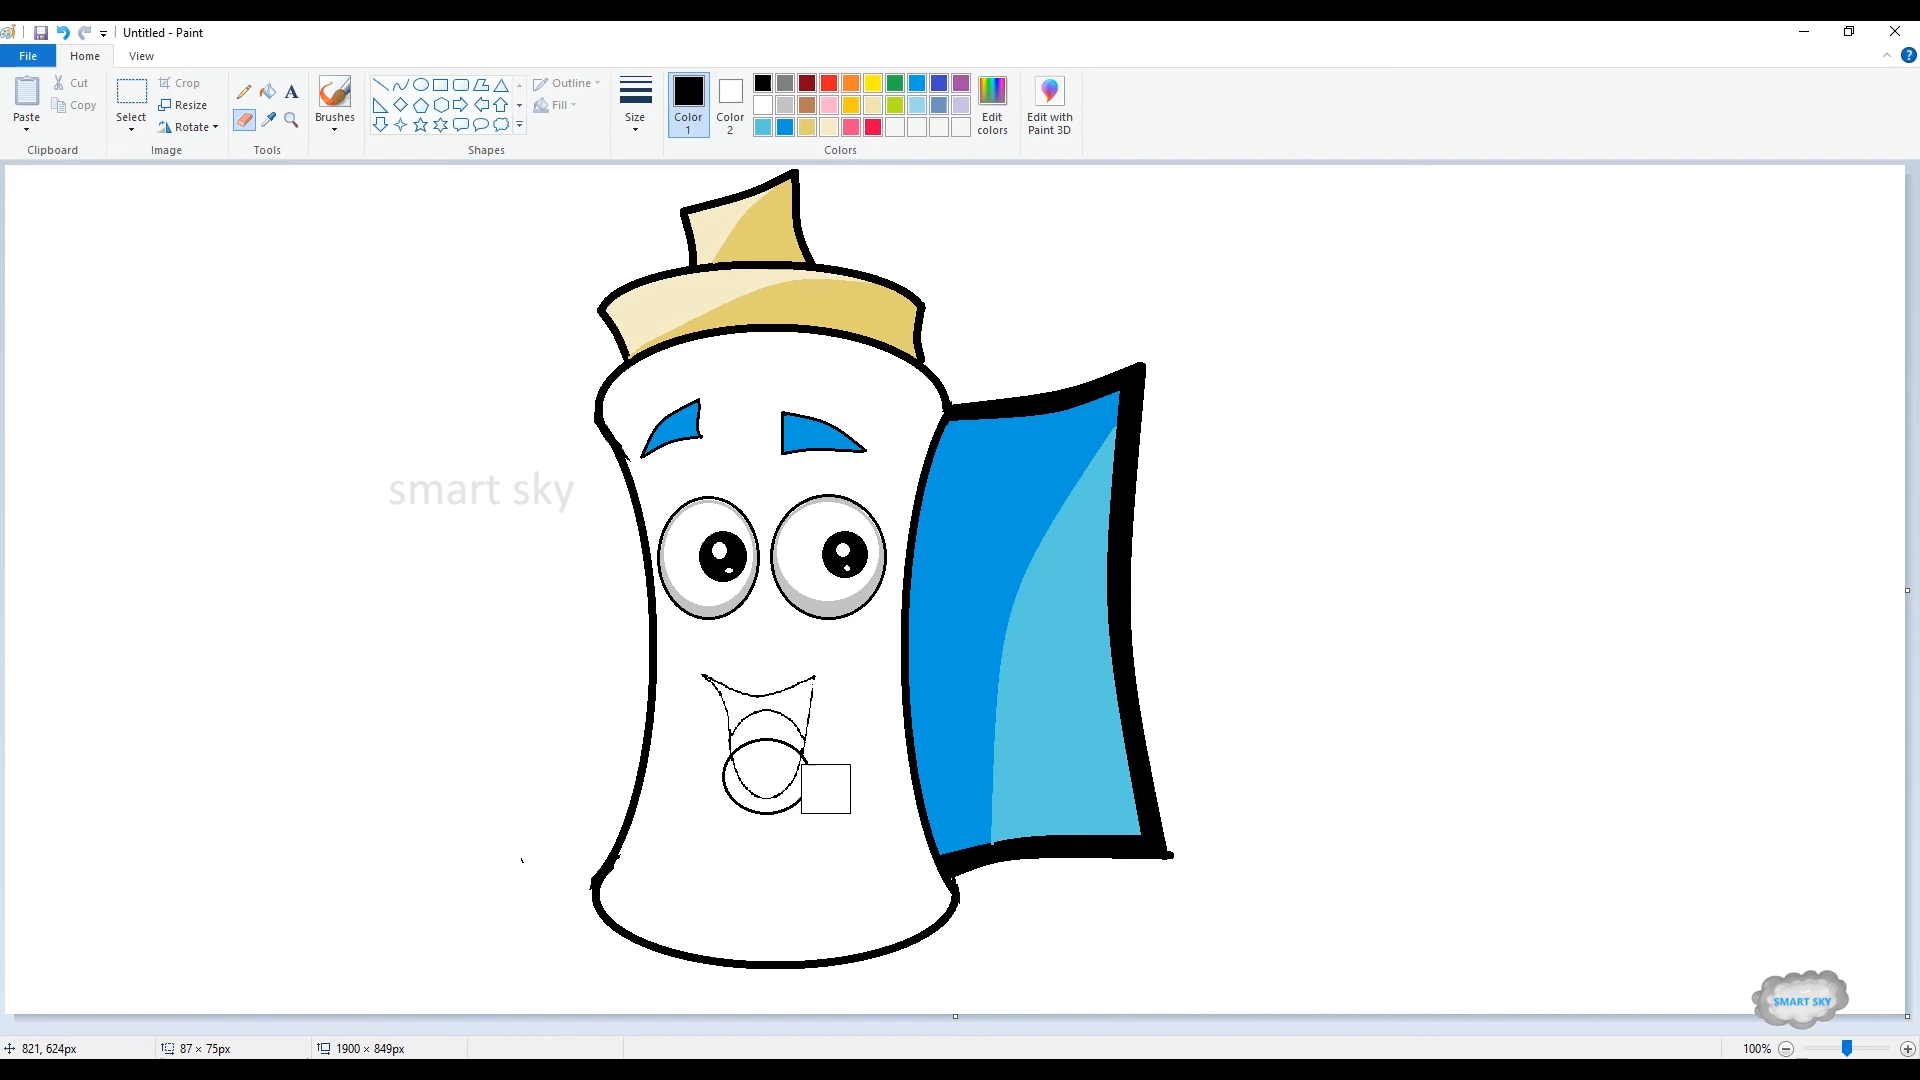 Untitled - Paint
File Home View
Cut
Copy
Paste
Clipboard
Select
Crop
Resize
Rotate
Image
A
Tools
Brushes
Shapes
Outline
Fill
Size
Color 1
Color 2
Colors
Edit colors
Edit with Paint 3D
?
smart sky
SMART SKY
821, 624px
87 × 75px
1900 × 849px
100%